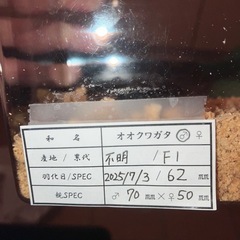 和 名 オオクワガタ ♂ ♀
産地 / 累代 不明 / F1
羽化日/SPEC 2025/7/3/62 ㎜
親SPEC ♂ 70 ㎜ × ♀ 50 ㎜